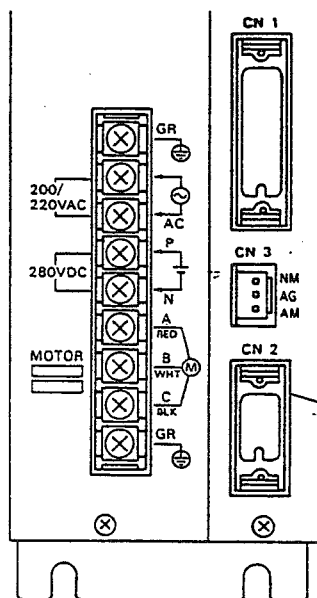 CN 1
GR
200/
220VAC
AC
P
280VDC
N
A
RED
MOTOR
B
WHT
M
C
BLK
GR
CN 3
NM
AG
AM
CN 2